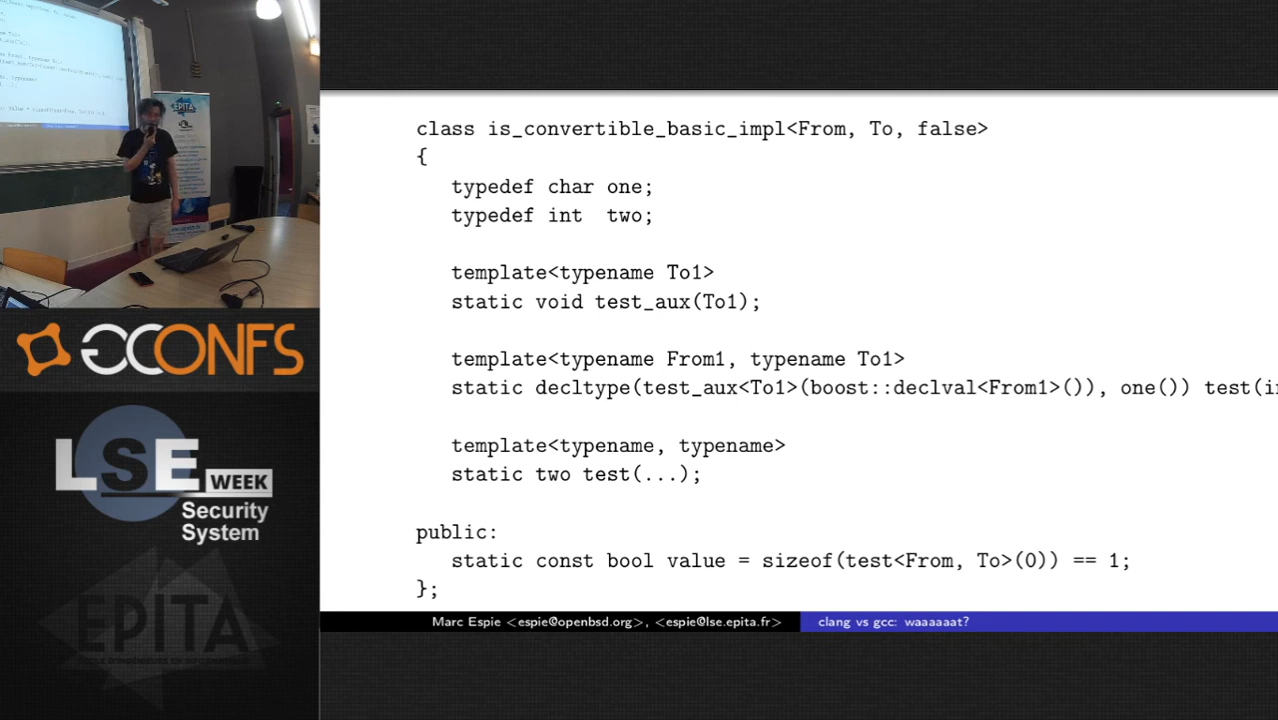 class is_convertible_basic_impl<From, To, false>
{
typedef char one;
typedef int  two;
template<typename To1>
static void test_aux(To1);
template<typename From1, typename To1>
static decltype(test_aux<To1>(boost::declval<From1>()), one()) test(in
template<typename, typename>
static two test(...);
public:
static const bool value = sizeof(test<From, To>(0)) == 1;
};
Marc Espie <espie@openbsd.org>, <espie@lse.epita.fr>
clang vs gcc: waaaaaat?
EPITA
GCONFS
LSE WEEK
Security
System
EPITA